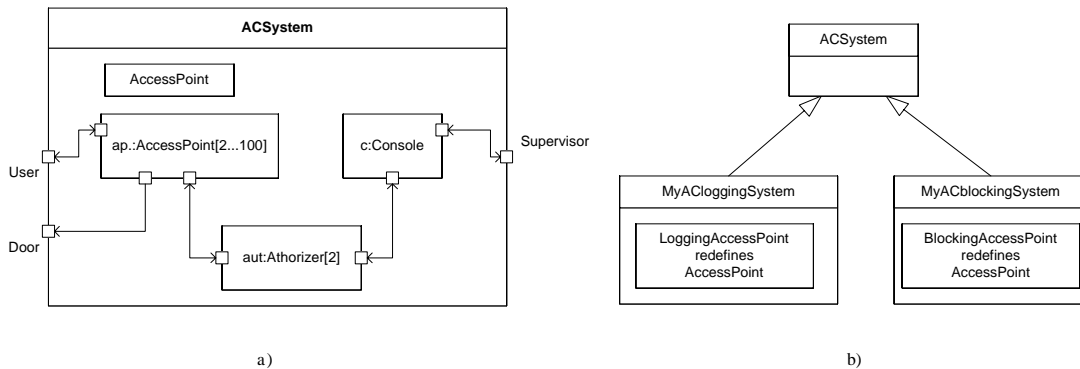 ACSystem
AccessPoint
ap.:AccessPoint[2...100]
c:Console
User
Supervisor
Door
aut:Athorizer[2]
a)
ACSystem
MyACloggingSystem
LoggingAccessPoint
redefines
AccessPoint
MyACblockingSystem
BlockingAccessPoint
redefines
AccessPoint
b)